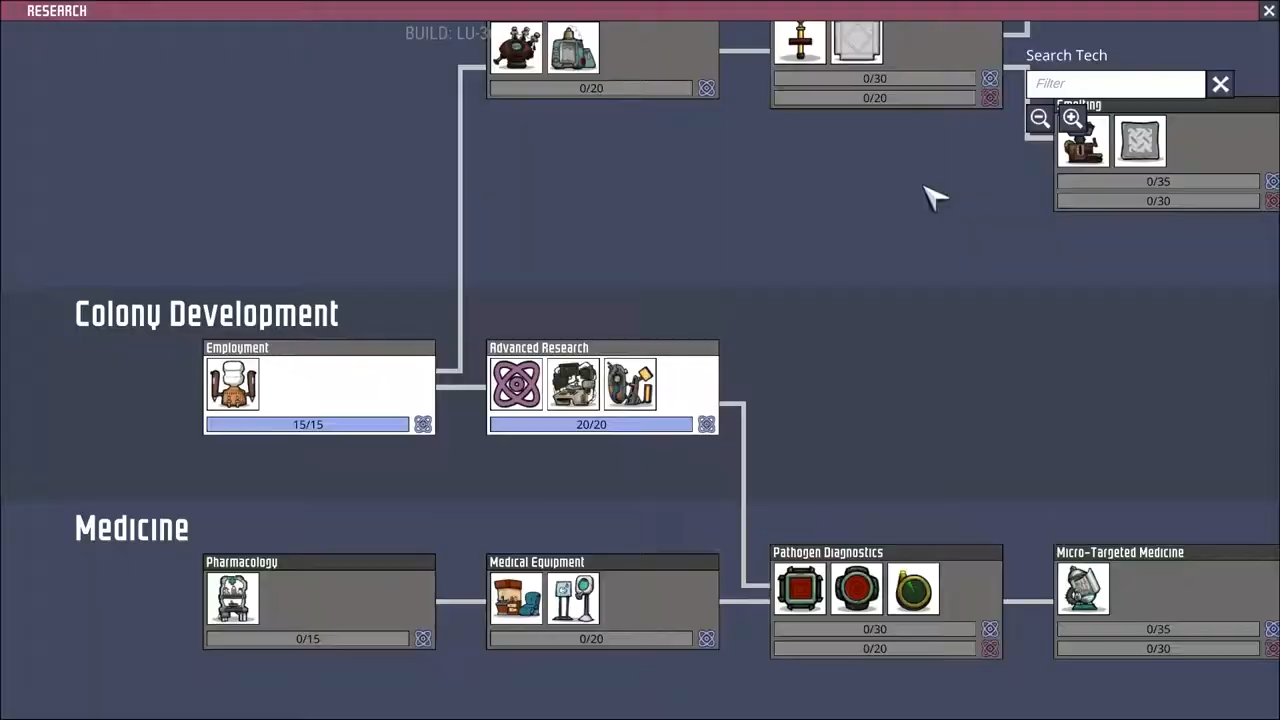 RESEARCH
BUILD: LU-3
0/20
0/30
0/20
Search Tech
Filter
Smelting
0/35
0/30
Colony Development
Employment
15/15
Advanced Research
20/20
Medicine
Pharmacology
0/15
Medical Equipment
0/20
Pathogen Diagnostics
0/30
0/20
Micro-Targeted Medicine
0/35
0/30